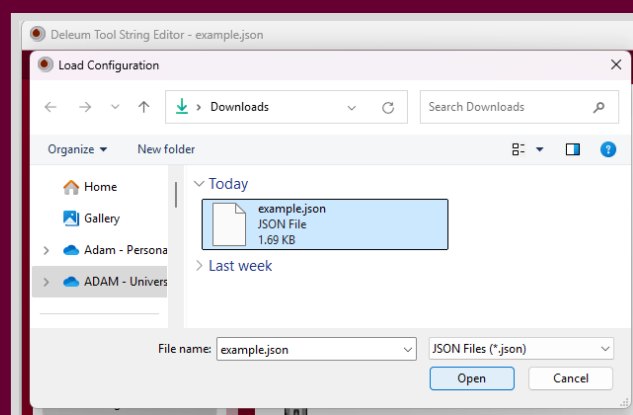 Deleum Tool String Editor - example.json
Load Configuration
Downloads
Search Downloads
Organize
New folder
Home
Gallery
Adam - Persona
ADAM - Univers
Today
example.json
JSON File
1.69 KB
Last week
File name:
example.json
JSON Files (*.json)
Open
Cancel